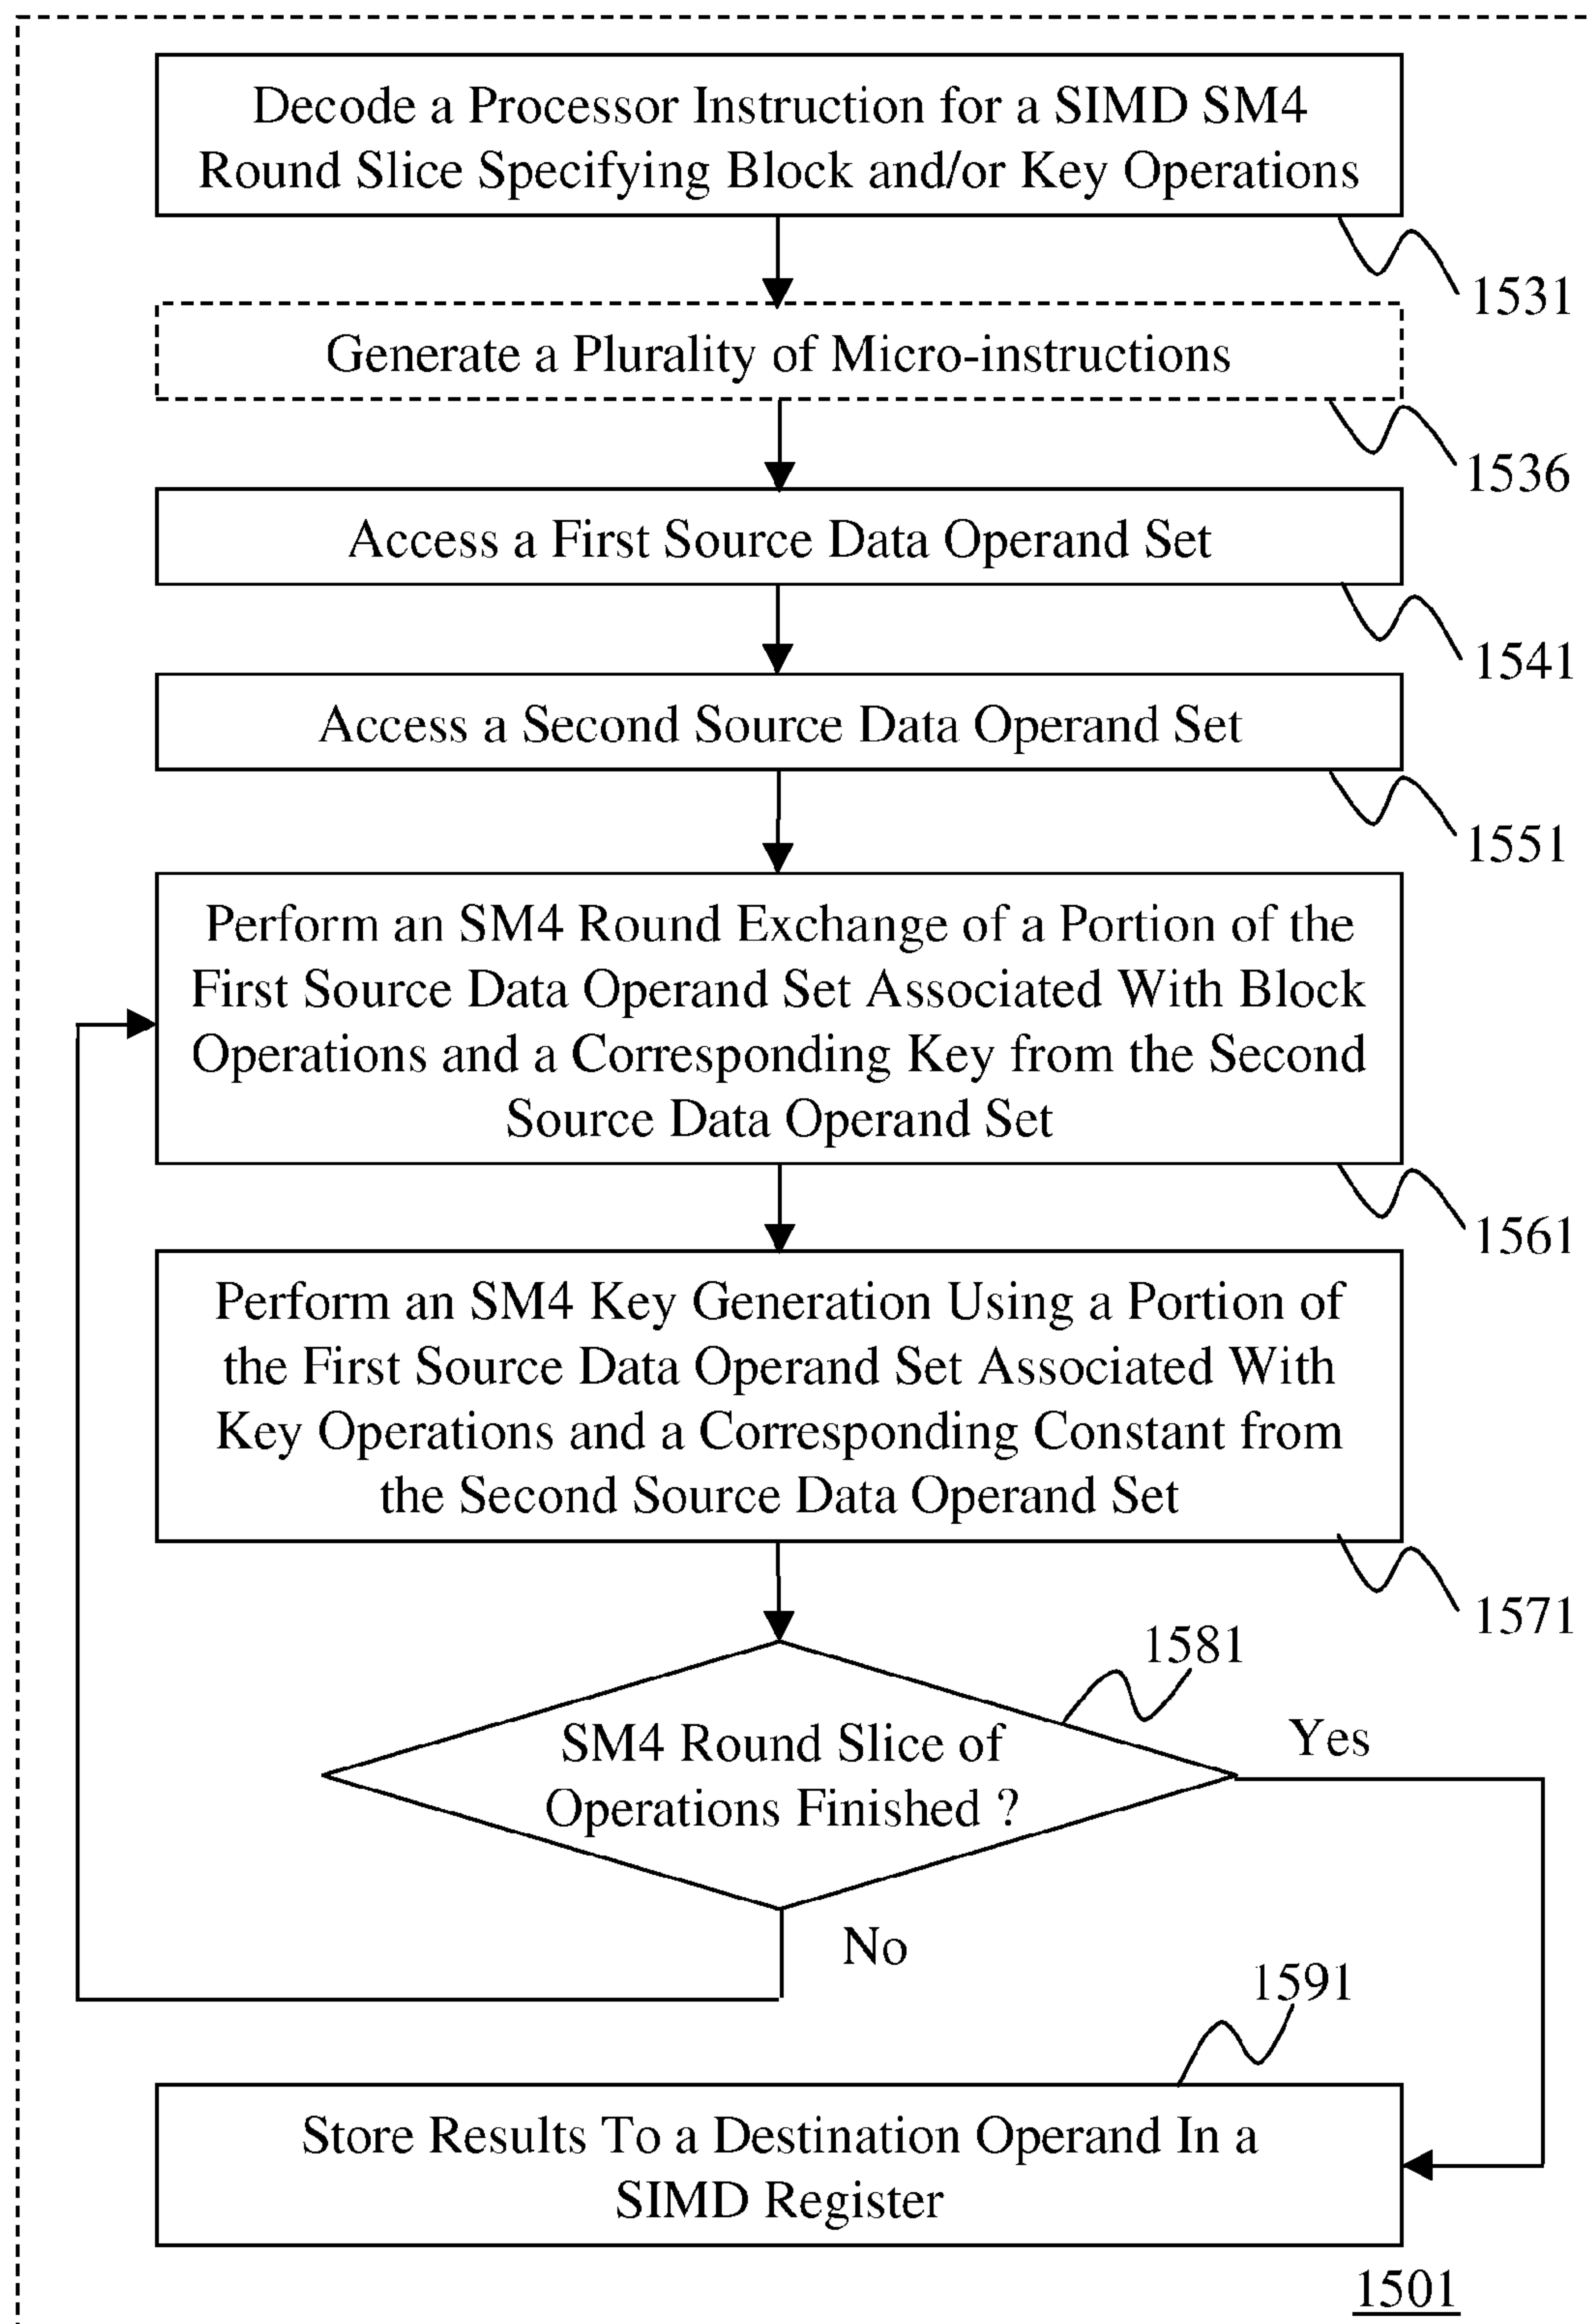 Decode a Processor Instruction for a SIMD SM4
Round Slice Specifying Block and/or Key Operations
1531
Generate a Plurality of Micro-instructions
1536
Access a First Source Data Operand Set
1541
Access a Second Source Data Operand Set
1551
Perform an SM4 Round Exchange of a Portion of the
First Source Data Operand Set Associated With Block
Operations and a Corresponding Key from the Second
Source Data Operand Set
1561
Perform an SM4 Key Generation Using a Portion of
the First Source Data Operand Set Associated With
Key Operations and a Corresponding Constant from
the Second Source Data Operand Set
1571
1581
SM4 Round Slice of
Operations Finished ?
Yes
No
1591
Store Results To a Destination Operand In a
SIMD Register
1501